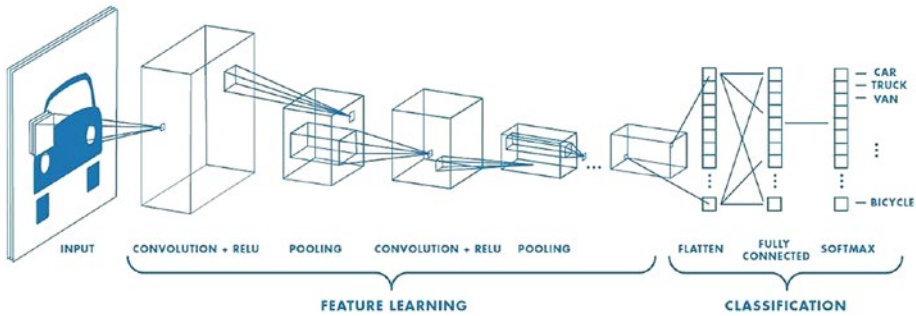 CAR
TRUCK
VAN
BICYCLE
INPUT
CONVOLUTION + RELU
POOLING
CONVOLUTION + RELU
POOLING
FLATTEN
FULLY
CONNECTED
SOFTMAX
FEATURE LEARNING
CLASSIFICATION